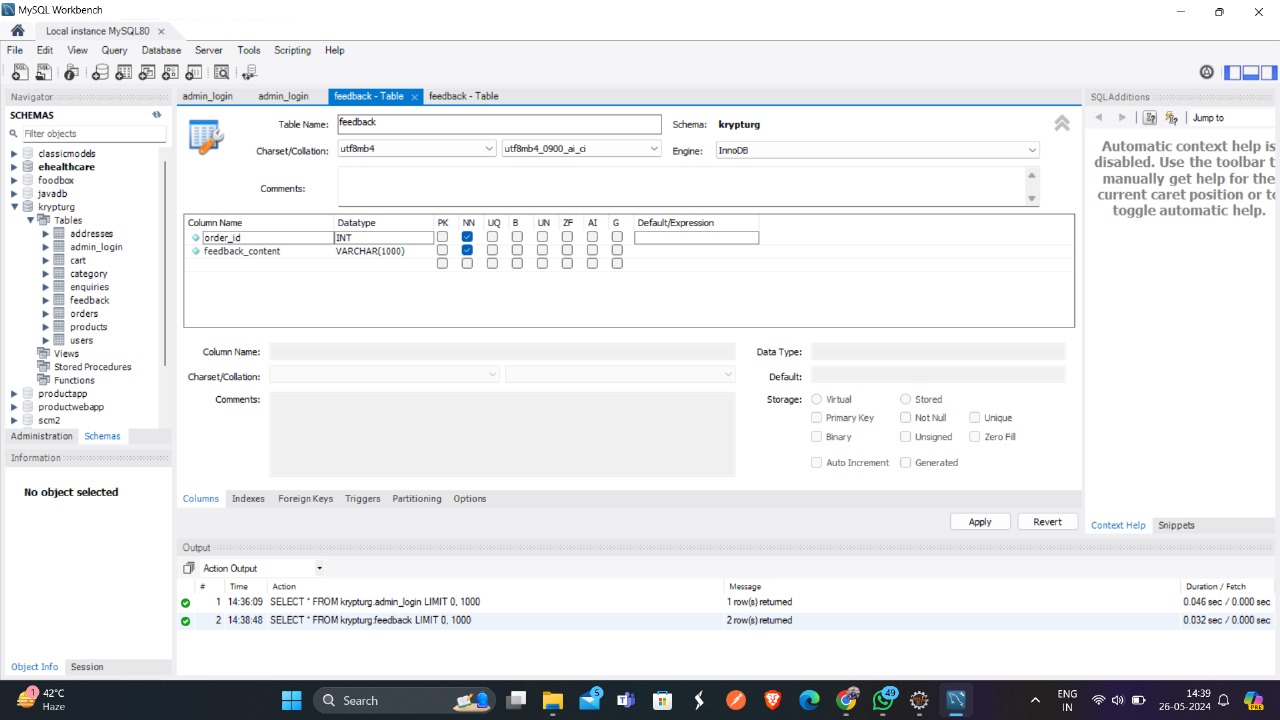 MySQL Workbench
Local instance MySQL80
File Edit View Query Database Server Tools Scripting Help
Navigator
SCHEMAS
Filter objects
classicmodels
ehealthcare
foodbox
javadb
krypturg
Tables
addresses
admin_login
cart
category
enquiries
feedback
orders
products
users
Views
Stored Procedures
Functions
productapp
productwebapp
scm2
Administration Schemas
Information
No object selected
Object Info Session
admin_login admin_login feedback - Table feedback - Table
Table Name: feedback Schema: krypturg
Charset/Collation: utf8mb4 utf8mb4_0900_ai_ci Engine: InnoDB
Comments:
Column Name Datatype PK NN UQ B UN ZF AI G Default/Expression
order_id INT
feedback_content VARCHAR(1000)
Column Name: Data Type:
Charset/Collation: Default:
Comments: Storage: Virtual Stored
Primary Key Not Null Unique
Binary Unsigned Zero Fill
Auto Increment Generated
Columns Indexes Foreign Keys Triggers Partitioning Options
Apply Revert
Output
Action Output
# Time Action Message Duration / Fetch
1 14:36:09 SELECT * FROM krypturg.admin_login LIMIT 0, 1000 1 row(s) returned 0.046 sec / 0.000 sec
2 14:38:48 SELECT * FROM krypturg.feedback LIMIT 0, 1000 2 row(s) returned 0.032 sec / 0.000 sec
SQLAdditions
Jump to
Automatic context help is
disabled. Use the toolbar t
manually get help for the
current caret position or to
toggle automatic help.
Context Help Snippets
1
42°C
Haze
Search
5
49
ENG
IN
14:39
26-05-2024
PRE